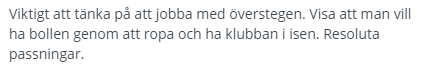 Viktigt att tänka på att jobba med överstegen. Visa att man vill
ha bollen genom att ropa och ha klubban i isen. Resoluta
passningar.